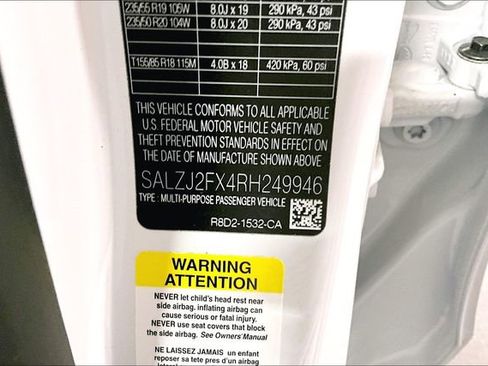 235/55 R19 105W 8.0J x 19 290 kPa, 43 psi
235/50 R20 104W 8.0J x 20 290 kPa, 43 psi
T155/85 R18 115M 4.0B x 18 420 kPa, 60 psi
THIS VEHICLE CONFORMS TO ALL APPLICABLE
U.S. FEDERAL MOTOR VEHICLE SAFETY AND
THEFT PREVENTION STANDARDS IN EFFECT ON
THE DATE OF MANUFACTURE SHOWN ABOVE
SALZJ2FX4RH249946
TYPE : MULTI-PURPOSE PASSENGER VEHICLE
R8D2-1532-CA
WARNING
ATTENTION
NEVER let child's head rest near
side airbag. inflating airbag can
cause serious or fatal injury.
NEVER use seat covers that block
the side airbag. See Owners Manual
NE LAISSEZ JAMAIS un enfant
reposer sa tete pres d'un airbag